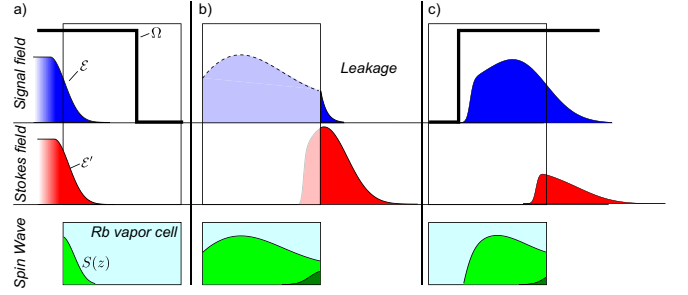 a)
b)
c)
Signal field
Ω
ℰ
Leakage
Stokes field
ℰ′
Spin Wave
Rb vapor cell
S(z)